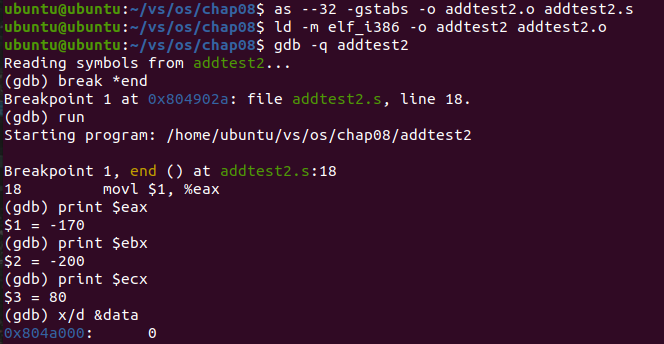 ubuntu@ubuntu:~/vs/os/chap08$ as --32 -gstabs -o addtest2.o addtest2.s
ubuntu@ubuntu:~/vs/os/chap08$ ld -m elf_i386 -o addtest2 addtest2.o
ubuntu@ubuntu:~/vs/os/chap08$ gdb -q addtest2
Reading symbols from addtest2...
(gdb) break *end
Breakpoint 1 at 0x804902a: file addtest2.s, line 18.
(gdb) run
Starting program: /home/ubuntu/vs/os/chap08/addtest2

Breakpoint 1, end () at addtest2.s:18
18          movl $1, %eax
(gdb) print $eax
$1 = -170
(gdb) print $ebx
$2 = -200
(gdb) print $ecx
$3 = 80
(gdb) x/d &data
0x804a000:      0